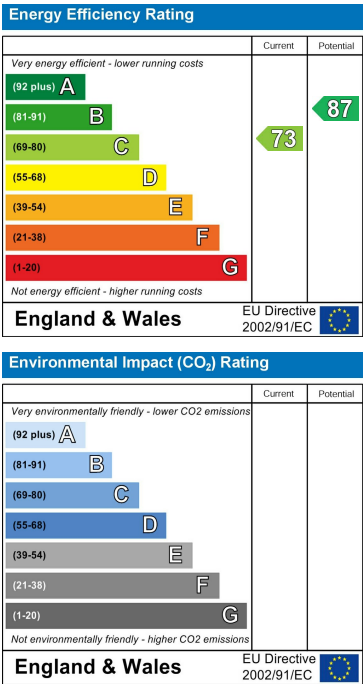 Energy Efficiency Rating
Current Potential
Very energy efficient - lower running costs
(92 plus) A
(81-91) B
87
(69-80) C
73
(55-68) D
(39-54) E
(21-38) F
(1-20) G
Not energy efficient - higher running costs
England & Wales
EU Directive
2002/91/EC
Environmental Impact (CO₂) Rating
Current Potential
Very environmentally friendly - lower CO2 emissions
(92 plus) A
(81-91) B
(69-80) C
(55-68) D
(39-54) E
(21-38) F
(1-20) G
Not environmentally friendly - higher CO2 emissions
England & Wales
EU Directive
2002/91/EC